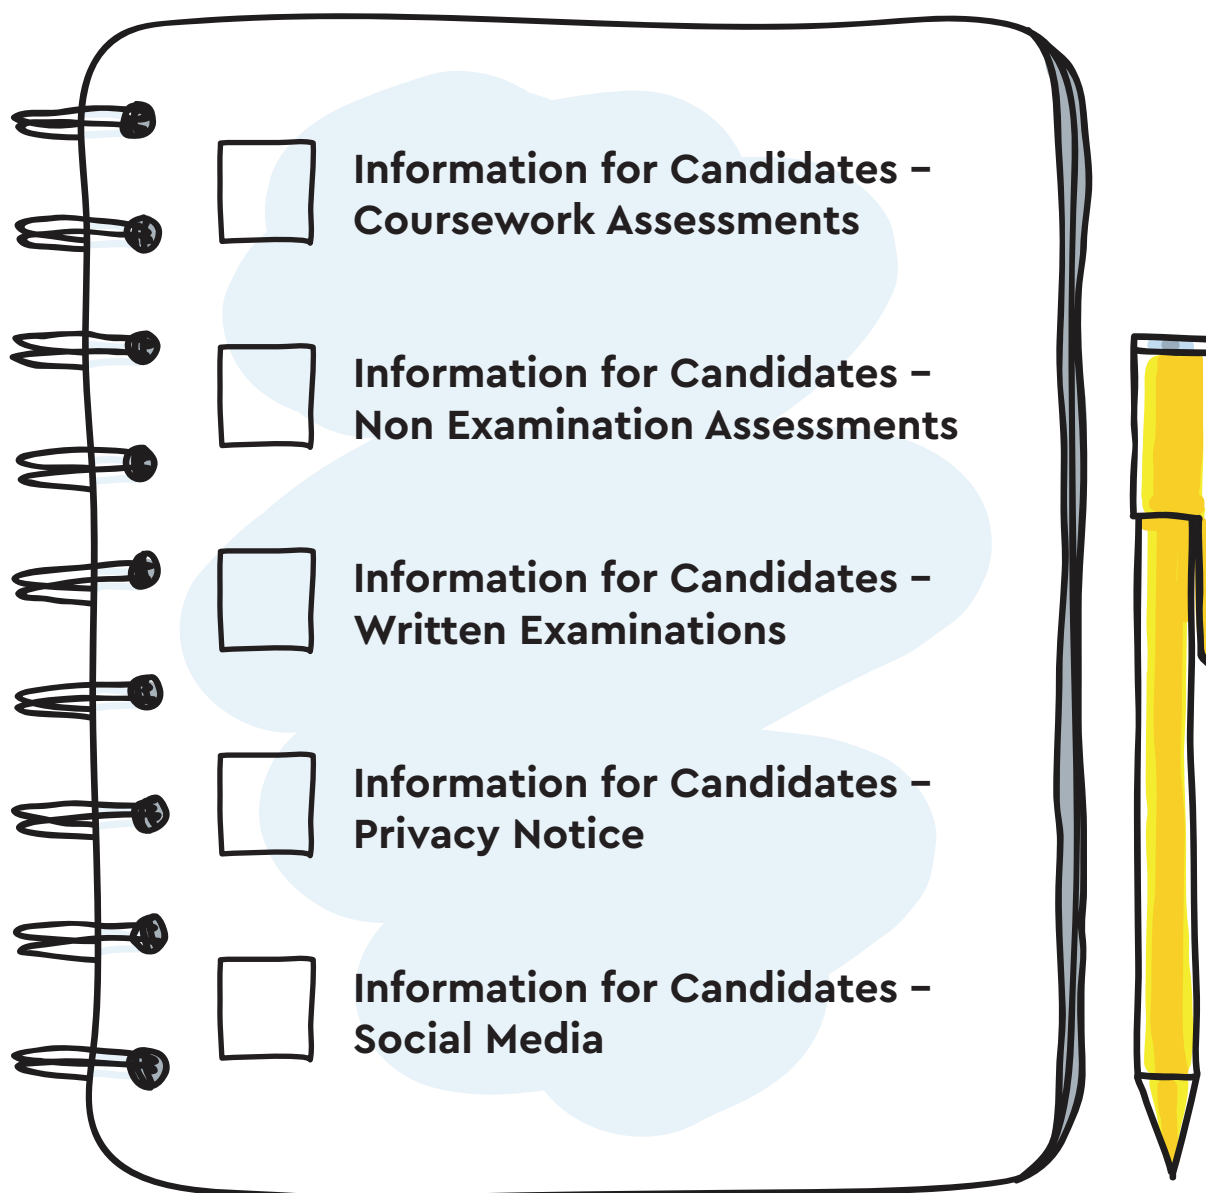 Information for Candidates –
Coursework Assessments
Information for Candidates –
Non Examination Assessments
Information for Candidates –
Written Examinations
Information for Candidates –
Privacy Notice
Information for Candidates –
Social Media